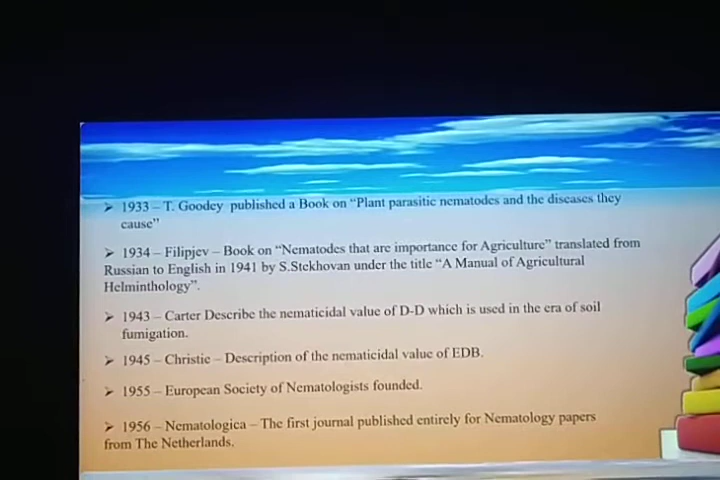 ➢ 1933 – T. Goodey published a Book on “Plant parasitic nematodes and the diseases they
cause”
➢ 1934 – Filipjev – Book on “Nematodes that are importance for Agriculture” translated from
Russian to English in 1941 by S.Stekhovan under the title “A Manual of Agricultural
Helminthology”.
➢ 1943 – Carter Describe the nematicidal value of D-D which is used in the era of soil
fumigation.
➢ 1945 – Christie – Description of the nematicidal value of EDB.
➢ 1955 – European Society of Nematologists founded.
➢ 1956 – Nematologica – The first journal published entirely for Nematology papers
from The Netherlands.